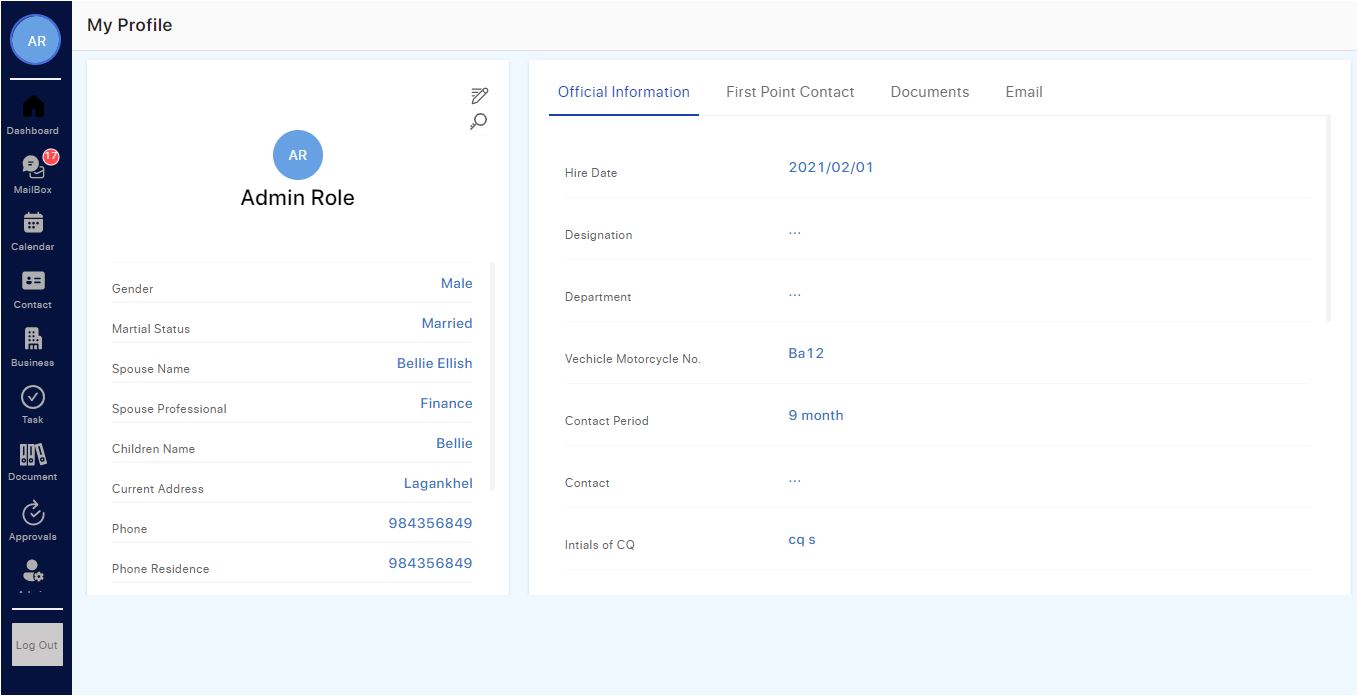 AR
My Profile
Dashboard
17
MailBox
Calendar
Contact
Business
Task
Document
Approvals
Log Out
AR
Admin Role
Gender Male
Martial Status Married
Spouse Name Bellie Ellish
Spouse Professional Finance
Children Name Bellie
Current Address Lagankhel
Phone 984356849
Phone Residence 984356849
Official Information First Point Contact Documents Email
Hire Date 2021/02/01
Designation ...
Department ...
Vechicle Motorcycle No. Ba12
Contact Period 9 month
Contact ...
Intials of CQ cq s